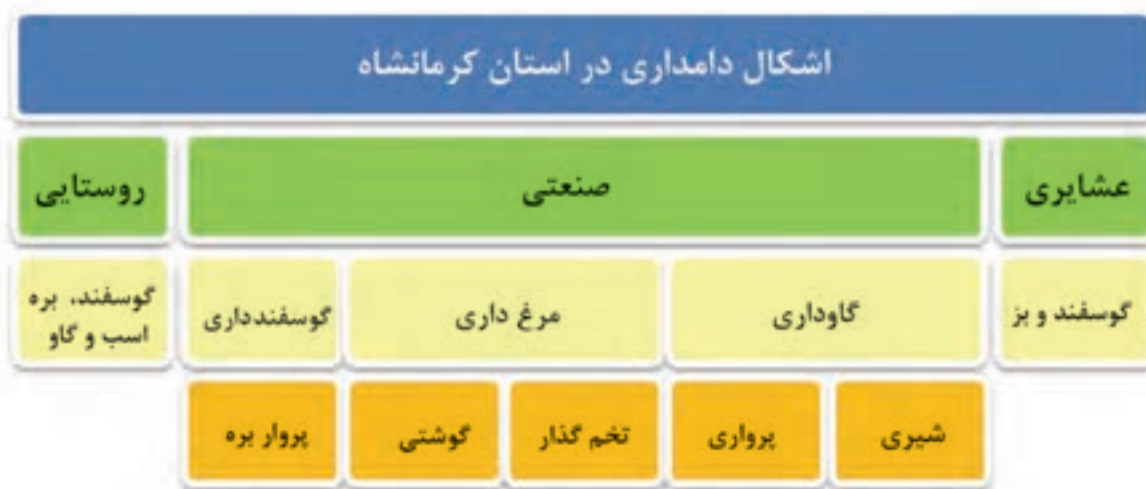 اشکال دامداری در استان کرمانشاه
عشایری
صنعتی
روستایی
گوسفند و بز
گاوداری
مرغ داری
گوسفندداری
گوسفند، بره
اسب و گاو
شیری
پرواری
تخم گذار
گوشتی
پروار بره